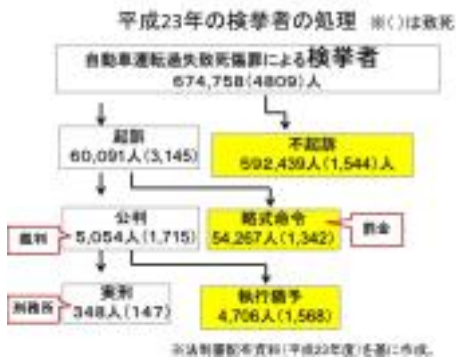 平成23年の検挙者の処理 ※( )は致死
自動車運転過失致死傷罪による検挙者
674,758(4809)人
起訴
60,091人(3,145)
不起訴
592,439人(1,544)人
公判
5,054人(1,715)
裁判
略式命令
54,267人(1,342)
罰金
実刑
348人(147)
刑務所
執行猶予
4,706人(1,568)
※法制審配布資料(平成23年度)を基に作成。